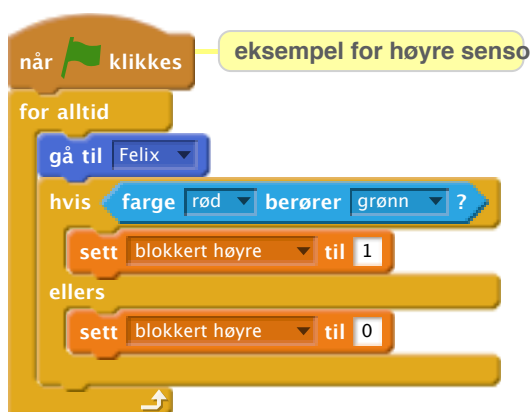 når klikkes
eksempel for høyre senso
for alltid
gå til Felix
hvis farge rød berører grønn ?
sett blokkert høyre til 1
ellers
sett blokkert høyre til 0